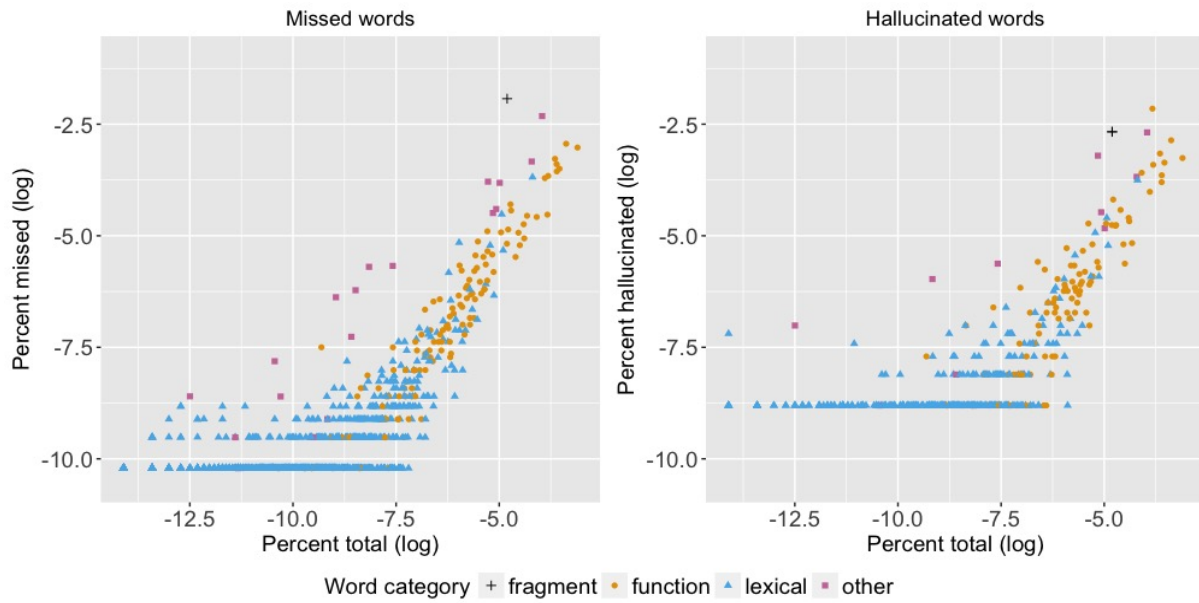 Missed words
Hallucinated words
Percent missed (log)
-2.5
-5.0
-7.5
-10.0
-12.5 -10.0 -7.5 -5.0
Percent total (log)
Percent hallucinated (log)
-2.5
-5.0
-7.5
-10.0
-12.5 -10.0 -7.5 -5.0
Percent total (log)
Word category fragment function lexical other